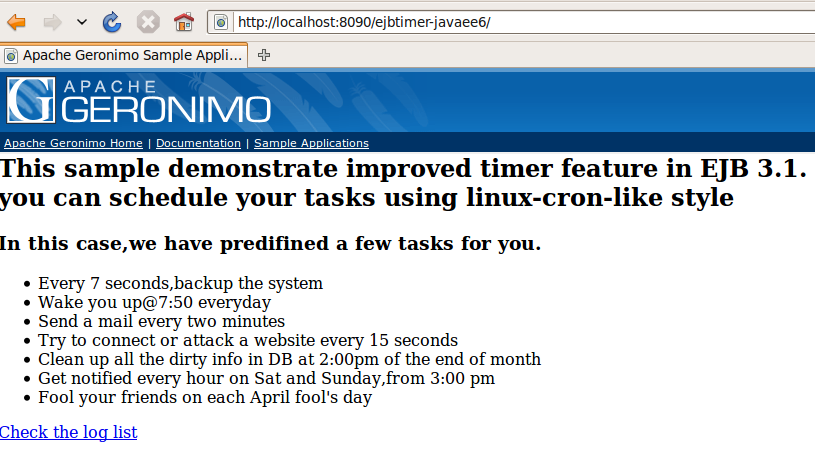 http://localhost:8090/ejbtimer-javaee6/
Apache Geronimo Sample Appli...
APACHE
GERONIMO
Apache Geronimo Home | Documentation | Sample Applications
This sample demonstrate improved timer feature in EJB 3.1.
you can schedule your tasks using linux-cron-like style
In this case,we have predifined a few tasks for you.
• Every 7 seconds,backup the system
• Wake you up@7:50 everyday
• Send a mail every two minutes
• Try to connect or attack a website every 15 seconds
• Clean up all the dirty info in DB at 2:00pm of the end of month
• Get notified every hour on Sat and Sunday,from 3:00 pm
• Fool your friends on each April fool's day
Check the log list